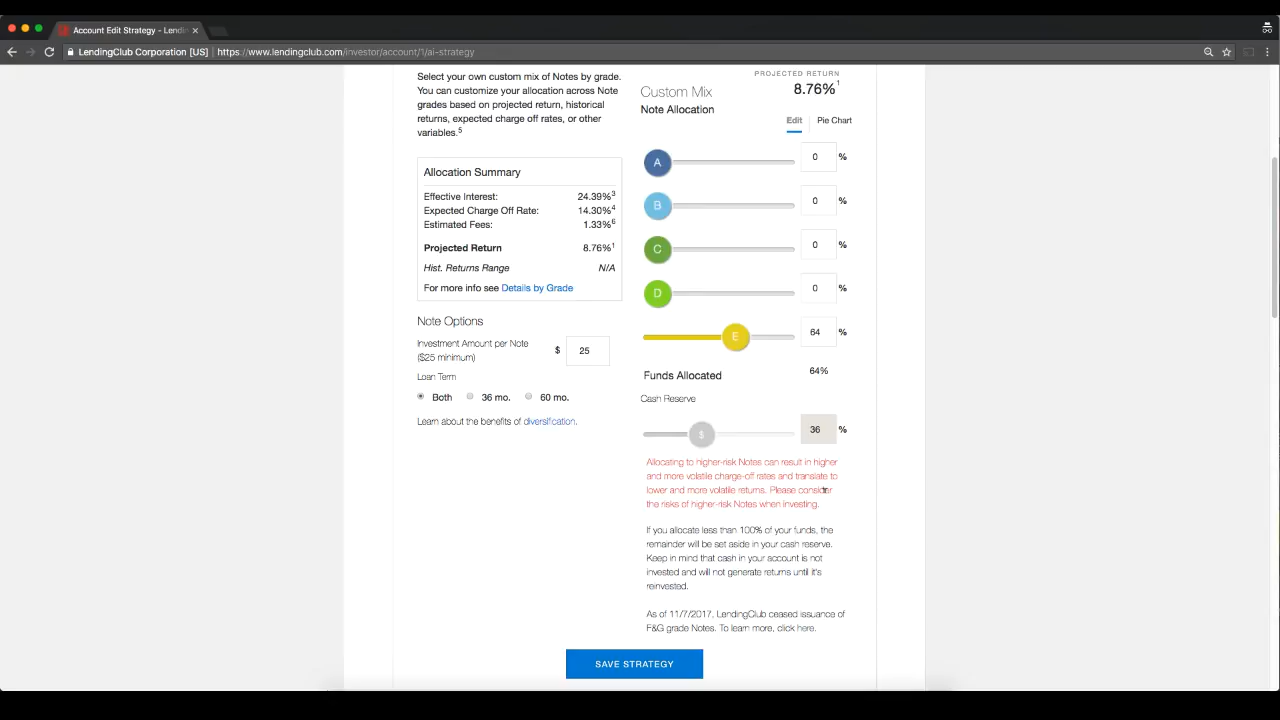 Account Edit Strategy - Lendi
LendingClub Corporation [US] | https://www.lendingclub.com/investor/account/1/ai-strategy
Select your own custom mix of Notes by grade.
You can customize your allocation across Note
grades based on projected return, historical
returns, expected charge off rates, or other
variables.5
Allocation Summary
Effective Interest: 24.39%3
Expected Charge Off Rate: 14.30%4
Estimated Fees: 1.33%6
Projected Return 8.76%1
Hist. Returns Range N/A
For more info see Details by Grade
Note Options
Investment Amount per Note
($25 minimum)
$ 25
Loan Term
Both 36 mo. 60 mo.
Learn about the benefits of diversification.
PROJECTED RETURN
Custom Mix 8.76%1
Note Allocation
Edit | Pie Chart
A 0 %
B 0 %
C 0 %
D 0 %
E 64 %
Funds Allocated 64%
Cash Reserve
$ 36 %
Allocating to higher-risk Notes can result in higher
and more volatile charge-off rates and translate to
lower and more volatile returns. Please consider
the risks of higher-risk Notes when investing.
If you allocate less than 100% of your funds, the
remainder will be set aside in your cash reserve.
Keep in mind that cash in your account is not
invested and will not generate returns until it's
reinvested.
As of 11/7/2017, LendingClub ceased issuance of
F&G grade Notes. To learn more, click here.
SAVE STRATEGY